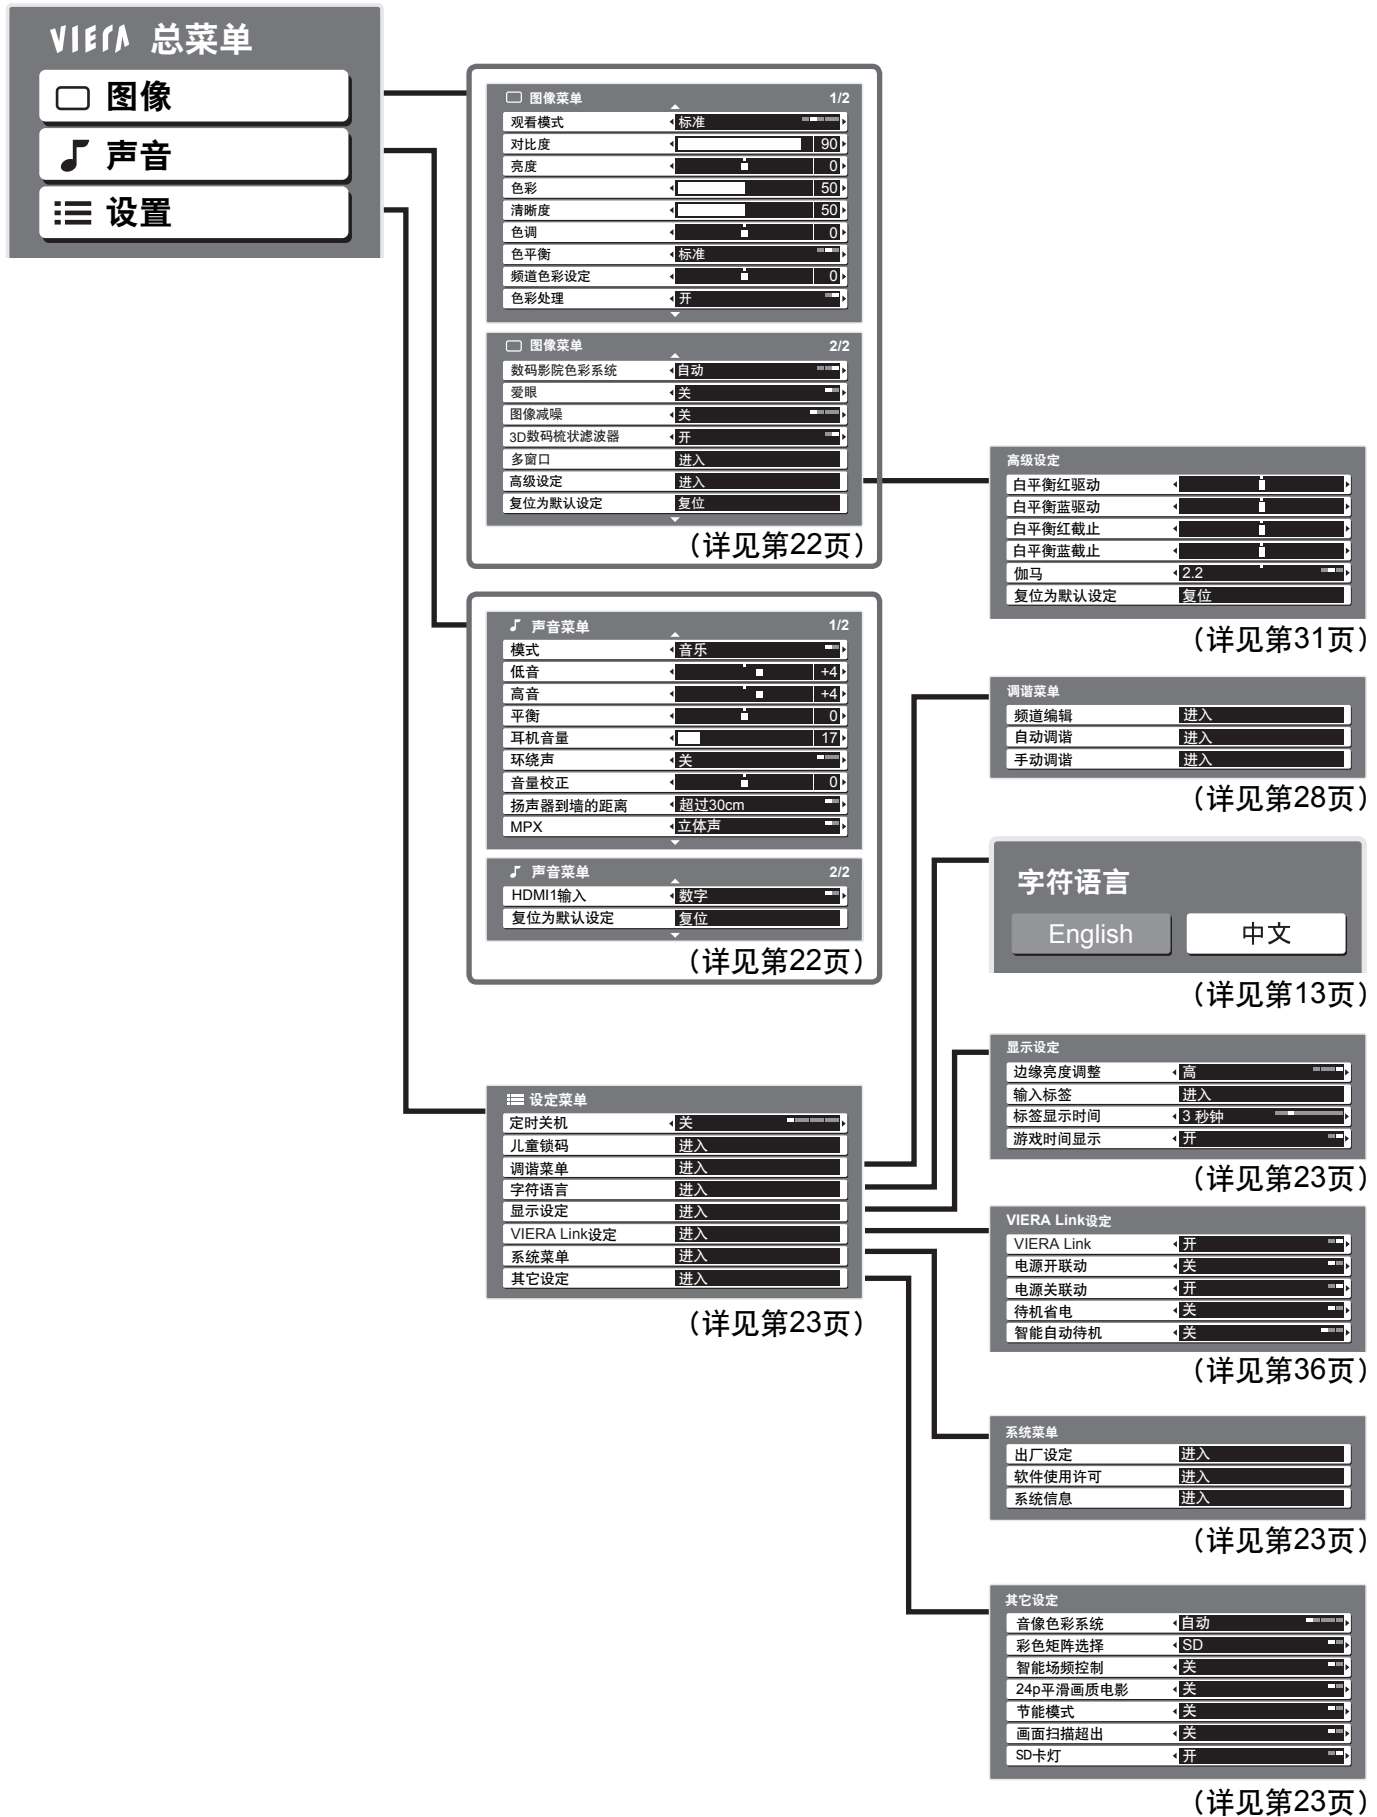 VIERA 总菜单
图像
声音
设置
图像菜单 1/2
观看模式 标准
对比度 90
亮度 0
色彩 50
清晰度 50
色调 0
色平衡 标准
频道色彩设定 0
色彩处理 开
图像菜单 2/2
数码影院色彩系统 自动
爱眼 关
图像减噪 关
3D数码梳状滤波器 开
多窗口 进入
高级设定 进入
复位为默认设定 复位
（详见第22页）
高级设定
白平衡红驱动
白平衡蓝驱动
白平衡红截止
白平衡蓝截止
伽马 2.2
复位为默认设定 复位
（详见第31页）
声音菜单 1/2
模式 音乐
低音 +4
高音 +4
平衡 0
耳机音量 17
环绕声 关
音量校正 0
扬声器到墙的距离 超过30cm
MPX 立体声
声音菜单 2/2
HDMI1输入 数字
复位为默认设定 复位
（详见第22页）
调谐菜单
频道编辑 进入
自动调谐 进入
手动调谐 进入
（详见第28页）
字符语言
English 中文
（详见第13页）
设定菜单
定时关机 关
儿童锁码 进入
调谐菜单 进入
字符语言 进入
显示设定 进入
VIERA Link设定 进入
系统菜单 进入
其它设定 进入
（详见第23页）
显示设定
边缘亮度调整 高
输入标签 进入
标签显示时间 3 秒钟
游戏时间显示 开
（详见第23页）
VIERA Link设定
VIERA Link 开
电源开联动 关
电源关联动 开
待机省电 关
智能自动待机 关
（详见第36页）
系统菜单
出厂设定 进入
软件使用许可 进入
系统信息 进入
（详见第23页）
其它设定
音像色彩系统 自动
彩色矩阵选择 SD
智能场频控制 关
24p平滑画质电影 关
节能模式 关
画面扫描超出 关
SD卡灯 开
（详见第23页）